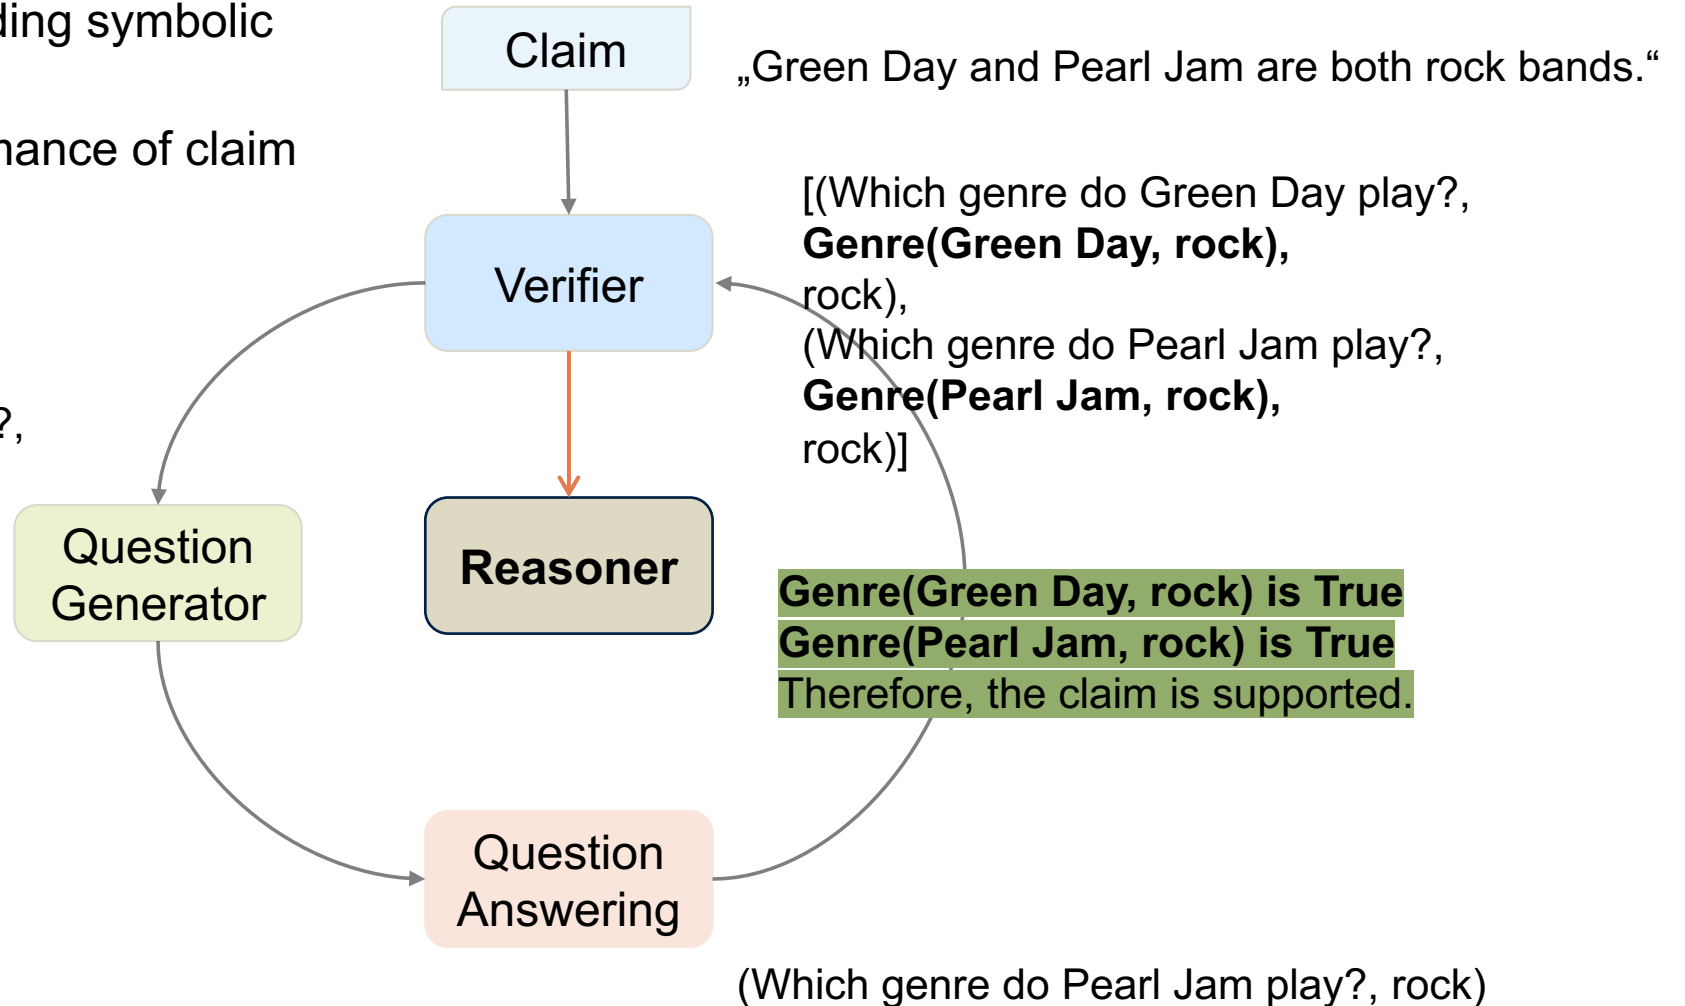 ding symbolic
Claim
„Green Day and Pearl Jam are both rock bands.“
mance of claim
[(Which genre do Green Day play?,
Genre(Green Day, rock),
rock),
(Which genre do Pearl Jam play?,
Genre(Pearl Jam, rock),
rock)]
Verifier
?,
Question
Generator
Reasoner
Genre(Green Day, rock) is True
Genre(Pearl Jam, rock) is True
Therefore, the claim is supported.
Question
Answering
(Which genre do Pearl Jam play?, rock)